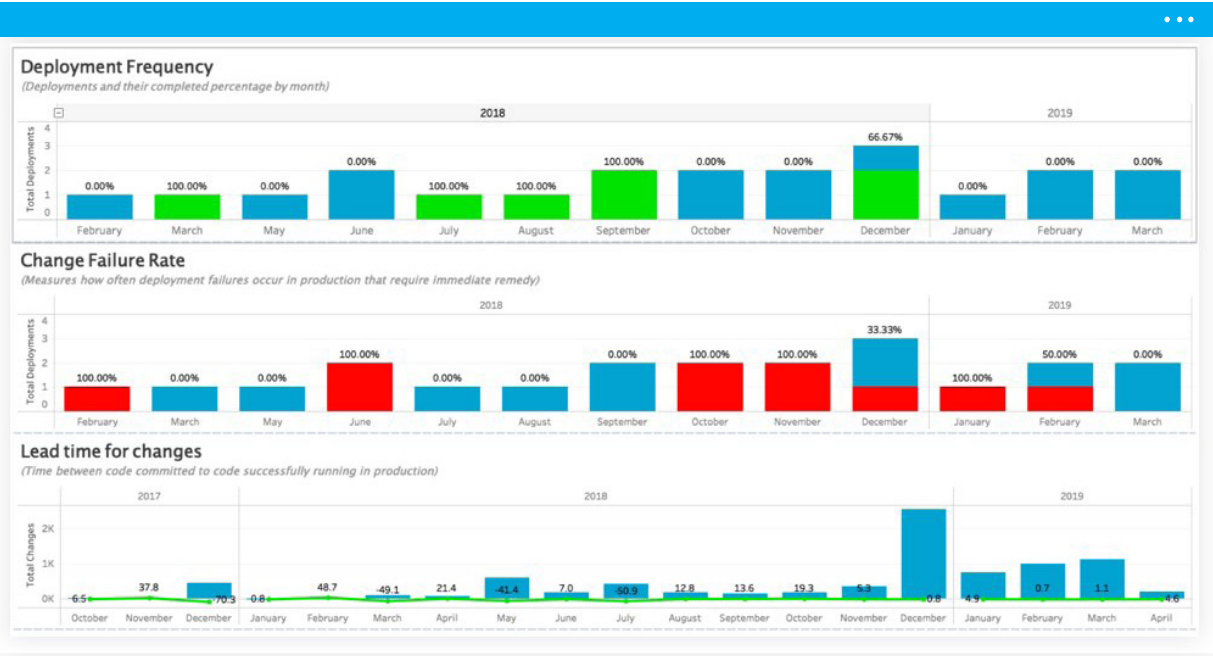 Deployment Frequency
(Deployments and their completed percentage by month)
2018 2019
Total Deployments
4
3
2
1
0
0.00% 100.00% 0.00% 0.00% 100.00% 100.00% 100.00% 0.00% 0.00% 66.67% 0.00% 0.00% 0.00%
February March May June July August September October November December January February March
Change Failure Rate
(Measures how often deployment failures occur in production that require immediate remedy)
2018 2019
Total Deployments
4
3
2
1
0
100.00% 0.00% 0.00% 100.00% 0.00% 0.00% 0.00% 100.00% 100.00% 33.33% 100.00% 50.00% 0.00%
February March May June July August September October November December January February March
Lead time for changes
(Time between code committed to code successfully running in production)
2017 2018 2019
Total Changes
2K
1K
0K
6.5 37.8 -70.3 0.8 48.7 -49.1 21.4 -41.4 7.0 -50.9 12.8 13.6 19.3 5.3 0.8 4.9 0.7 1.1 4.6
October November December January February March April May June July August September October November December January February March April